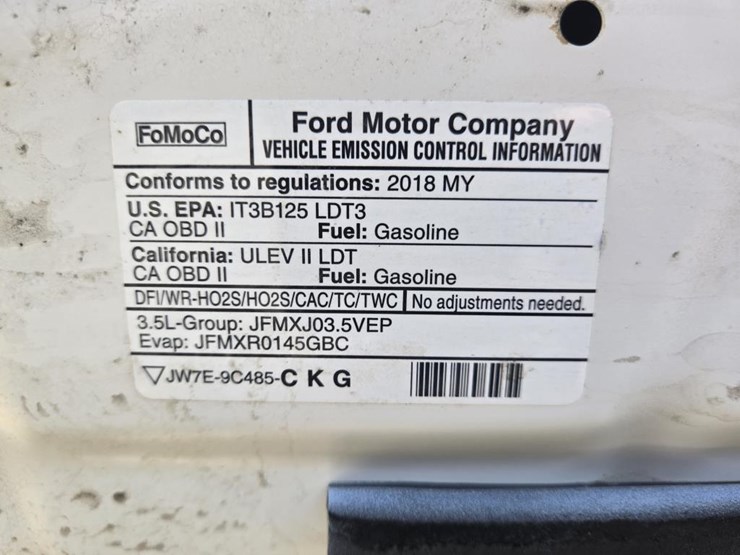 FoMoCo
Ford Motor Company
VEHICLE EMISSION CONTROL INFORMATION
Conforms to regulations: 2018 MY
U.S. EPA: IT3B125 LDT3
CA OBD II Fuel: Gasoline
California: ULEV II LDT
CA OBD II Fuel: Gasoline
DFI/WR-HO2S/HO2S/CAC/TC/TWC No adjustments needed.
3.5L-Group: JFMXJ03.5VEP
Evap: JFMXR0145GBC
JW7E-9C485-C K G